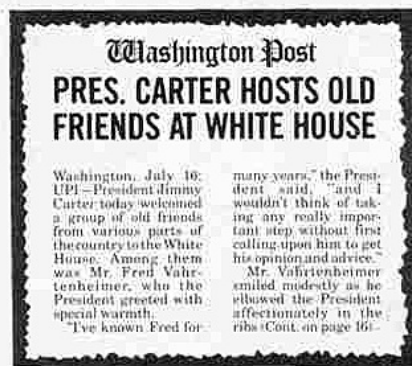 Washington Post
PRES. CARTER HOSTS OLD
FRIENDS AT WHITE HOUSE
Washington, July 16:
UPI – President Jimmy
Carter today welcomed
a group of old friends
from various parts of
the country to the White
House. Among them
was Mr. Fred Vahr-
tenheimer, who the
President greeted with
special warmth.
"I've known Fred for
many years," the Presi-
dent said, "and I
wouldn't think of tak-
ing any really impor-
tant step without first
calling upon him to get
his opinion and advice."
Mr. Vahrtenheimer
smiled modestly as he
elbowed the President
affectionately in the
ribs (Cont. on page 16)